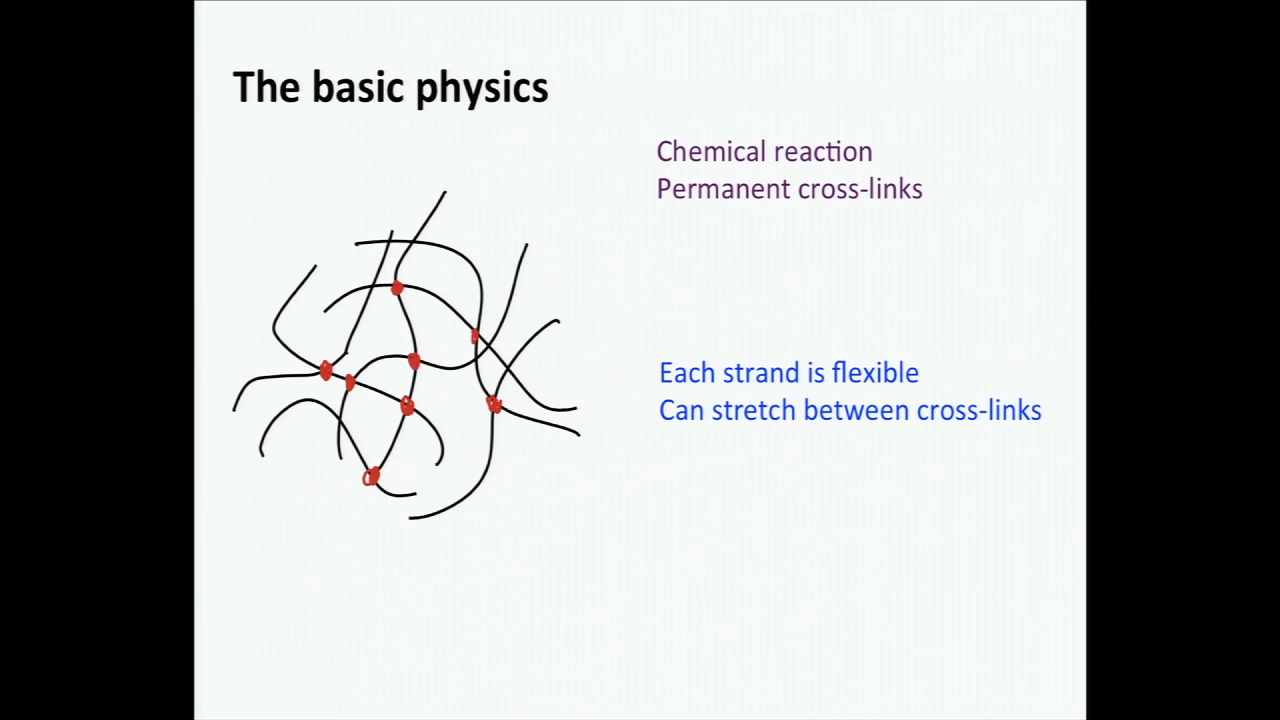 The basic physics
Chemical reaction
Permanent cross-links
Each strand is flexible
Can stretch between cross-links